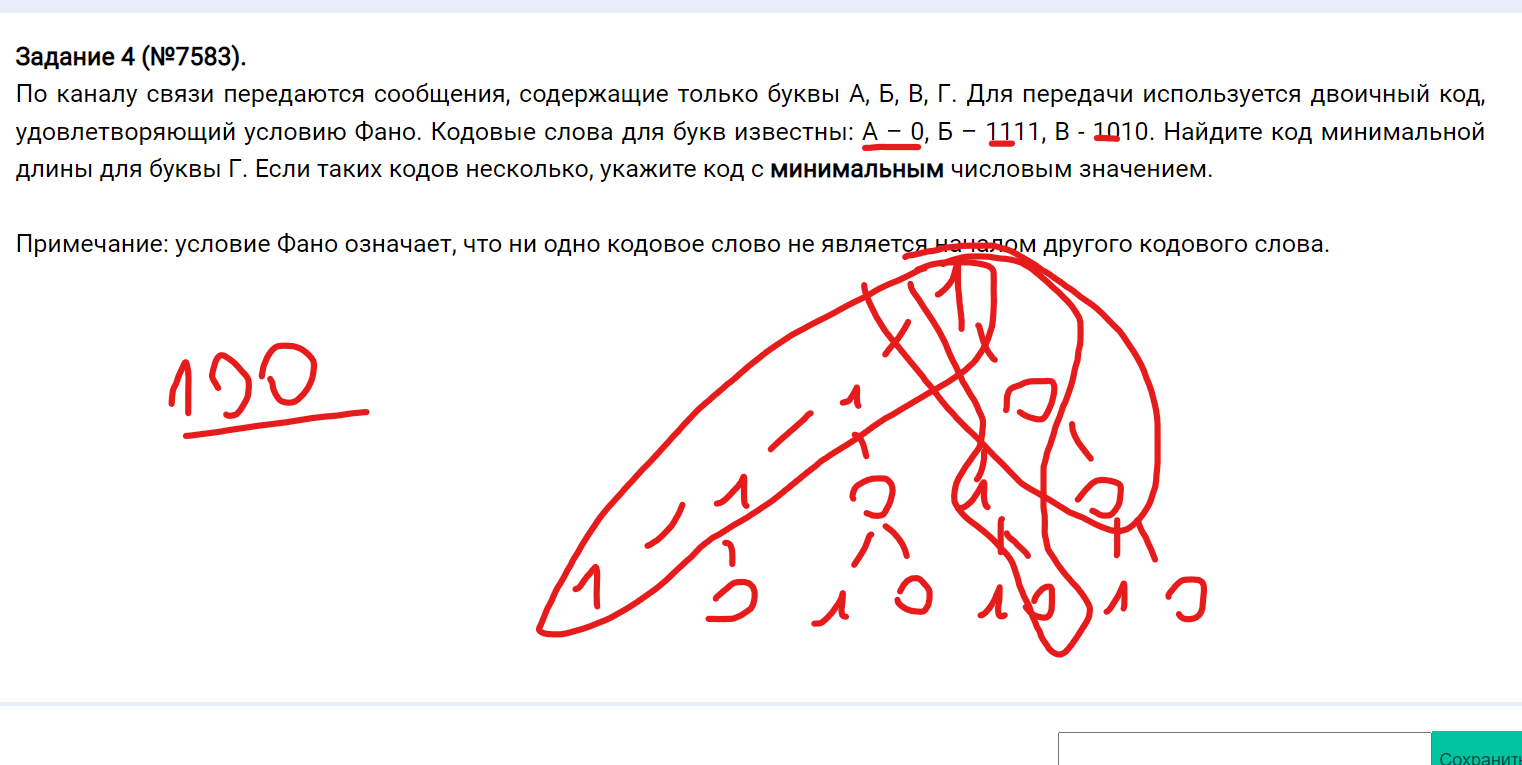 Задание 4 (№7583).
По каналу связи передаются сообщения, содержащие только буквы А, Б, В, Г. Для передачи используется двоичный код,
удовлетворяющий условию Фано. Кодовые слова для букв известны: А – 0, Б – 1111, В - 1010. Найдите код минимальной
длины для буквы Г. Если таких кодов несколько, укажите код с минимальным числовым значением.
Примечание: условие Фано означает, что ни одно кодовое слово не является началом другого кодового слова.
1
100
1 0
1 0 1 0
1 0 1 0 1 0 1 0
Сохранить